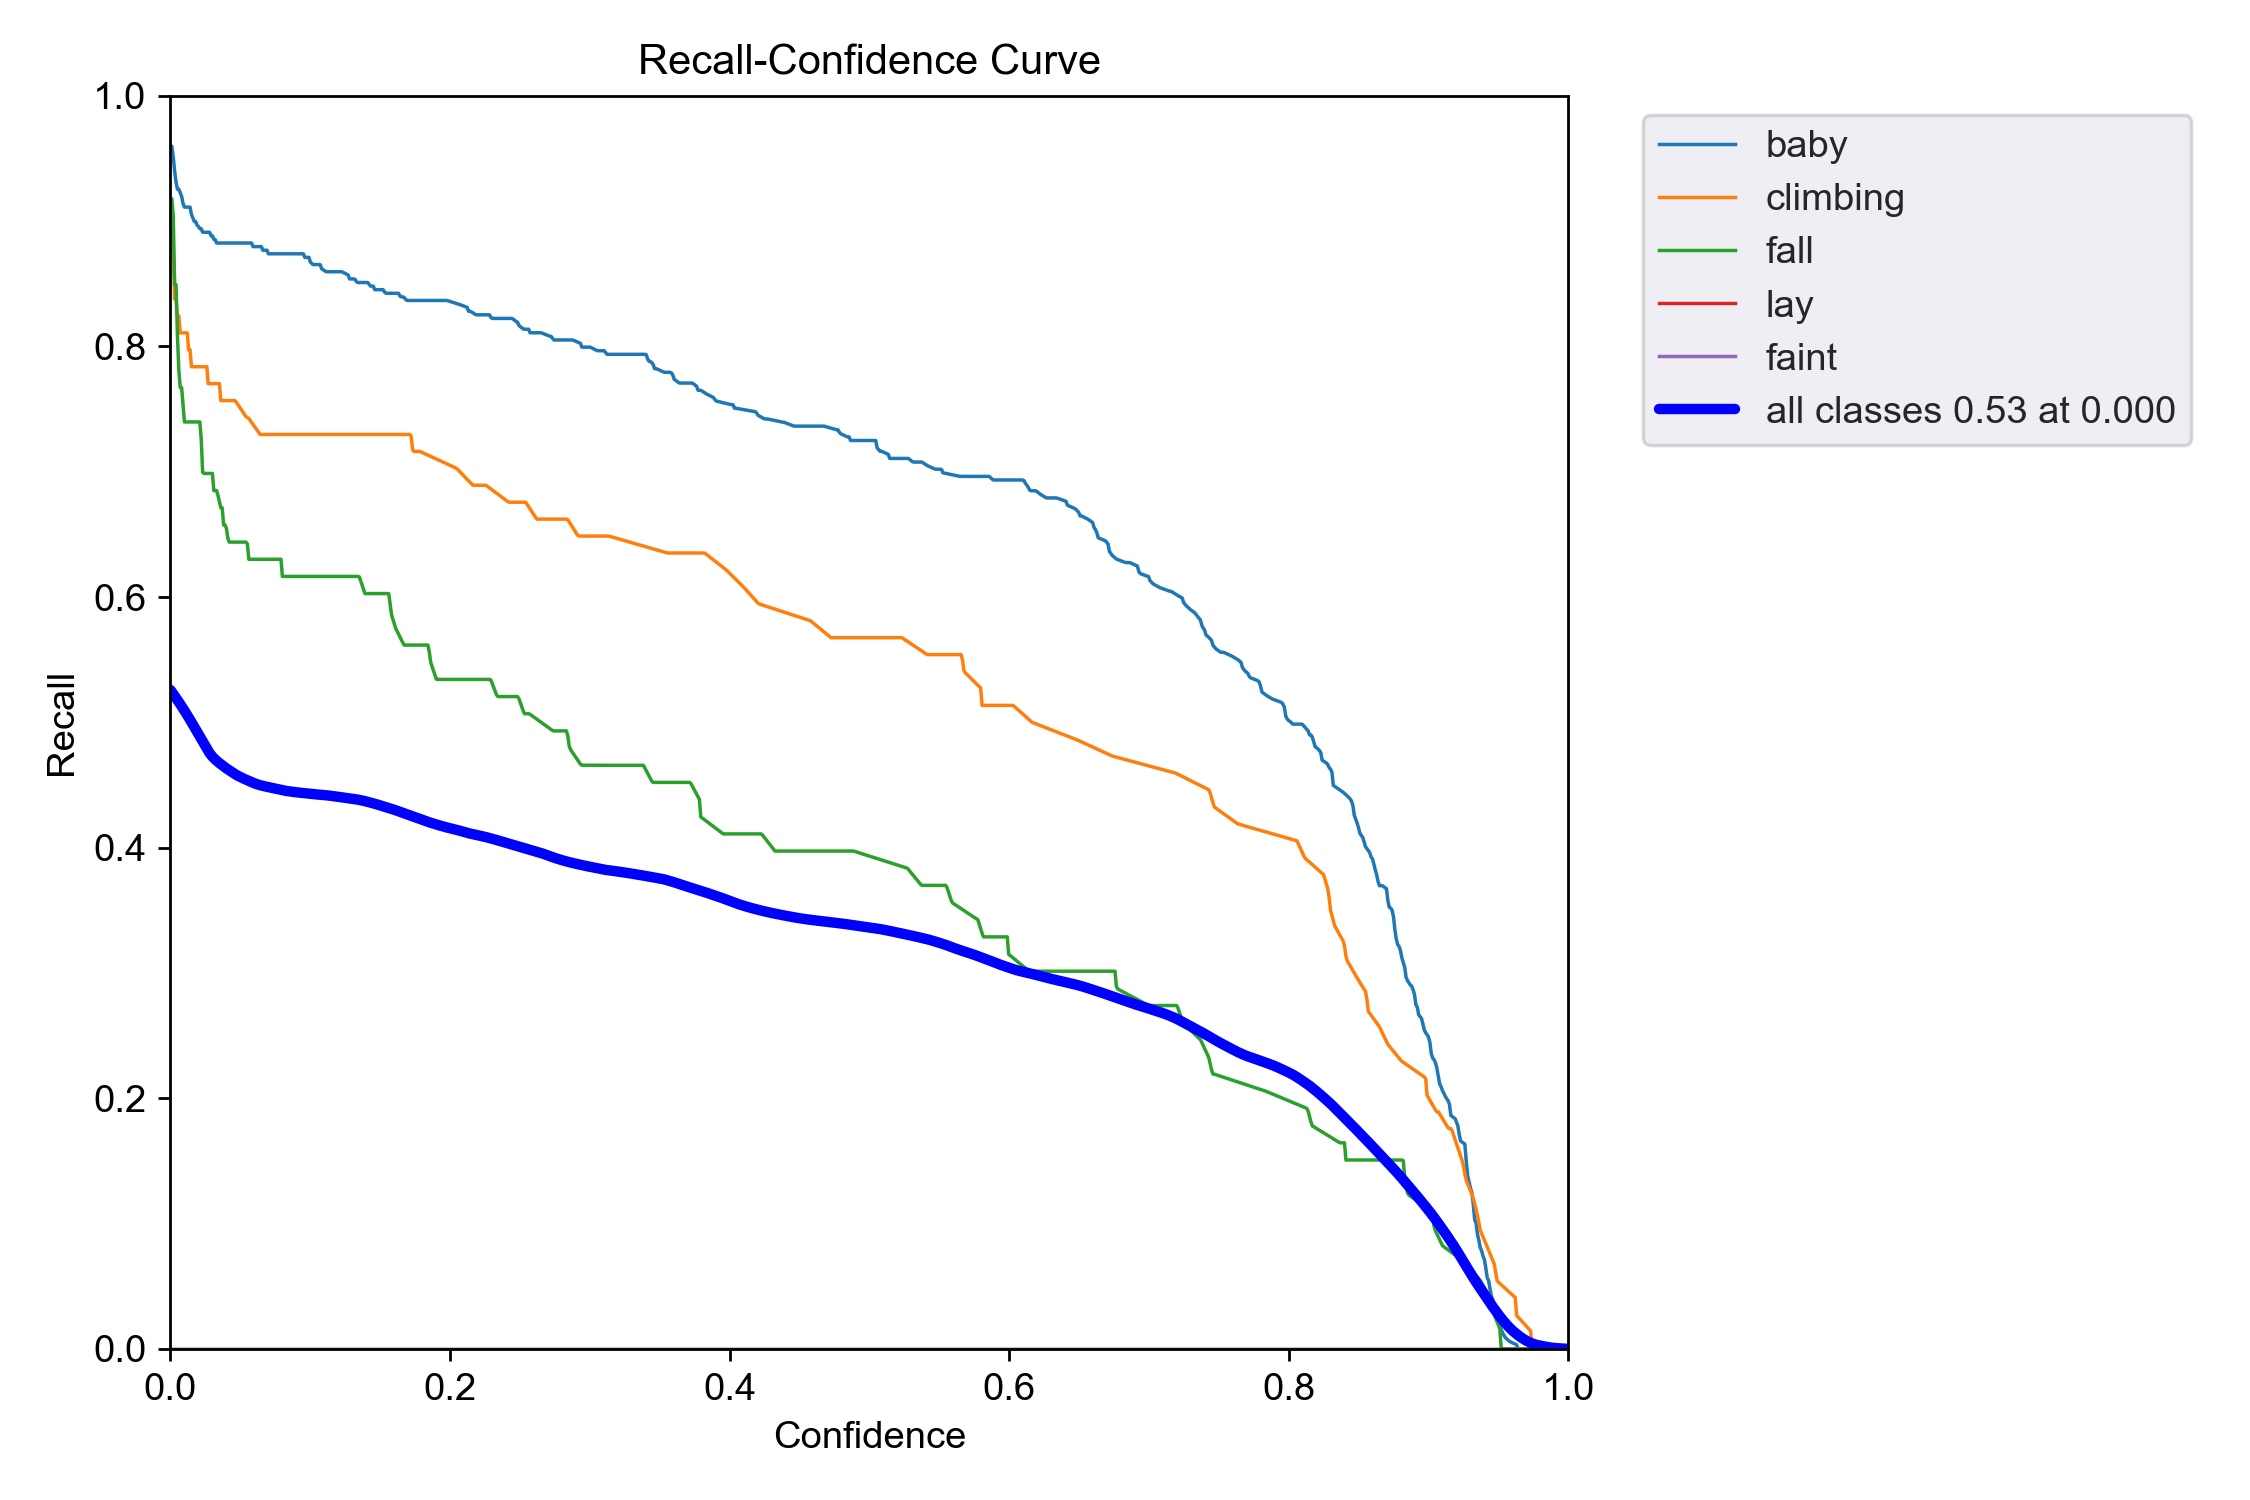 Recall-Confidence Curve
1.0
0.8
0.6
0.4
0.2
0.0
Recall
0.0 0.2 0.4 0.6 0.8 1.0
Confidence
baby
climbing
fall
lay
faint
all classes 0.53 at 0.000